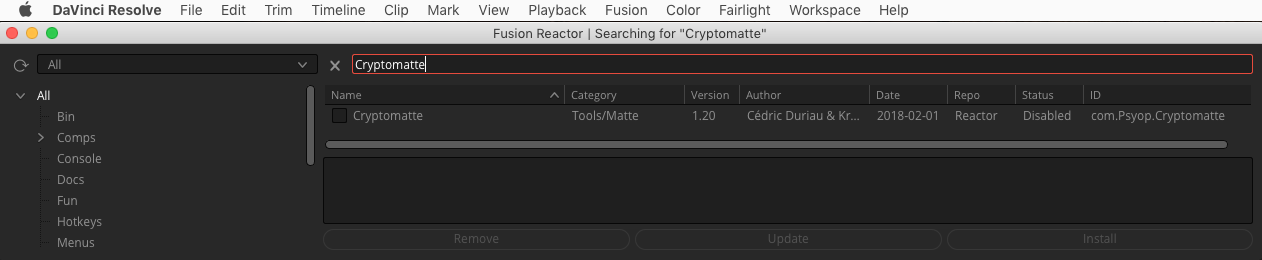 DaVinci Resolve File Edit Trim Timeline Clip Mark View Playback Fusion Color Fairlight Workspace Help
Fusion Reactor | Searching for "Cryptomatte"
All Cryptomatte
Name Category Version Author Date Repo Status ID
Cryptomatte Tools/Matte 1.20 Cédric Duriau & Kr... 2018-02-01 Reactor Disabled com.Psyop.Cryptomatte
All
Bin
Comps
Console
Docs
Fun
Hotkeys
Menus
Remove Update Install